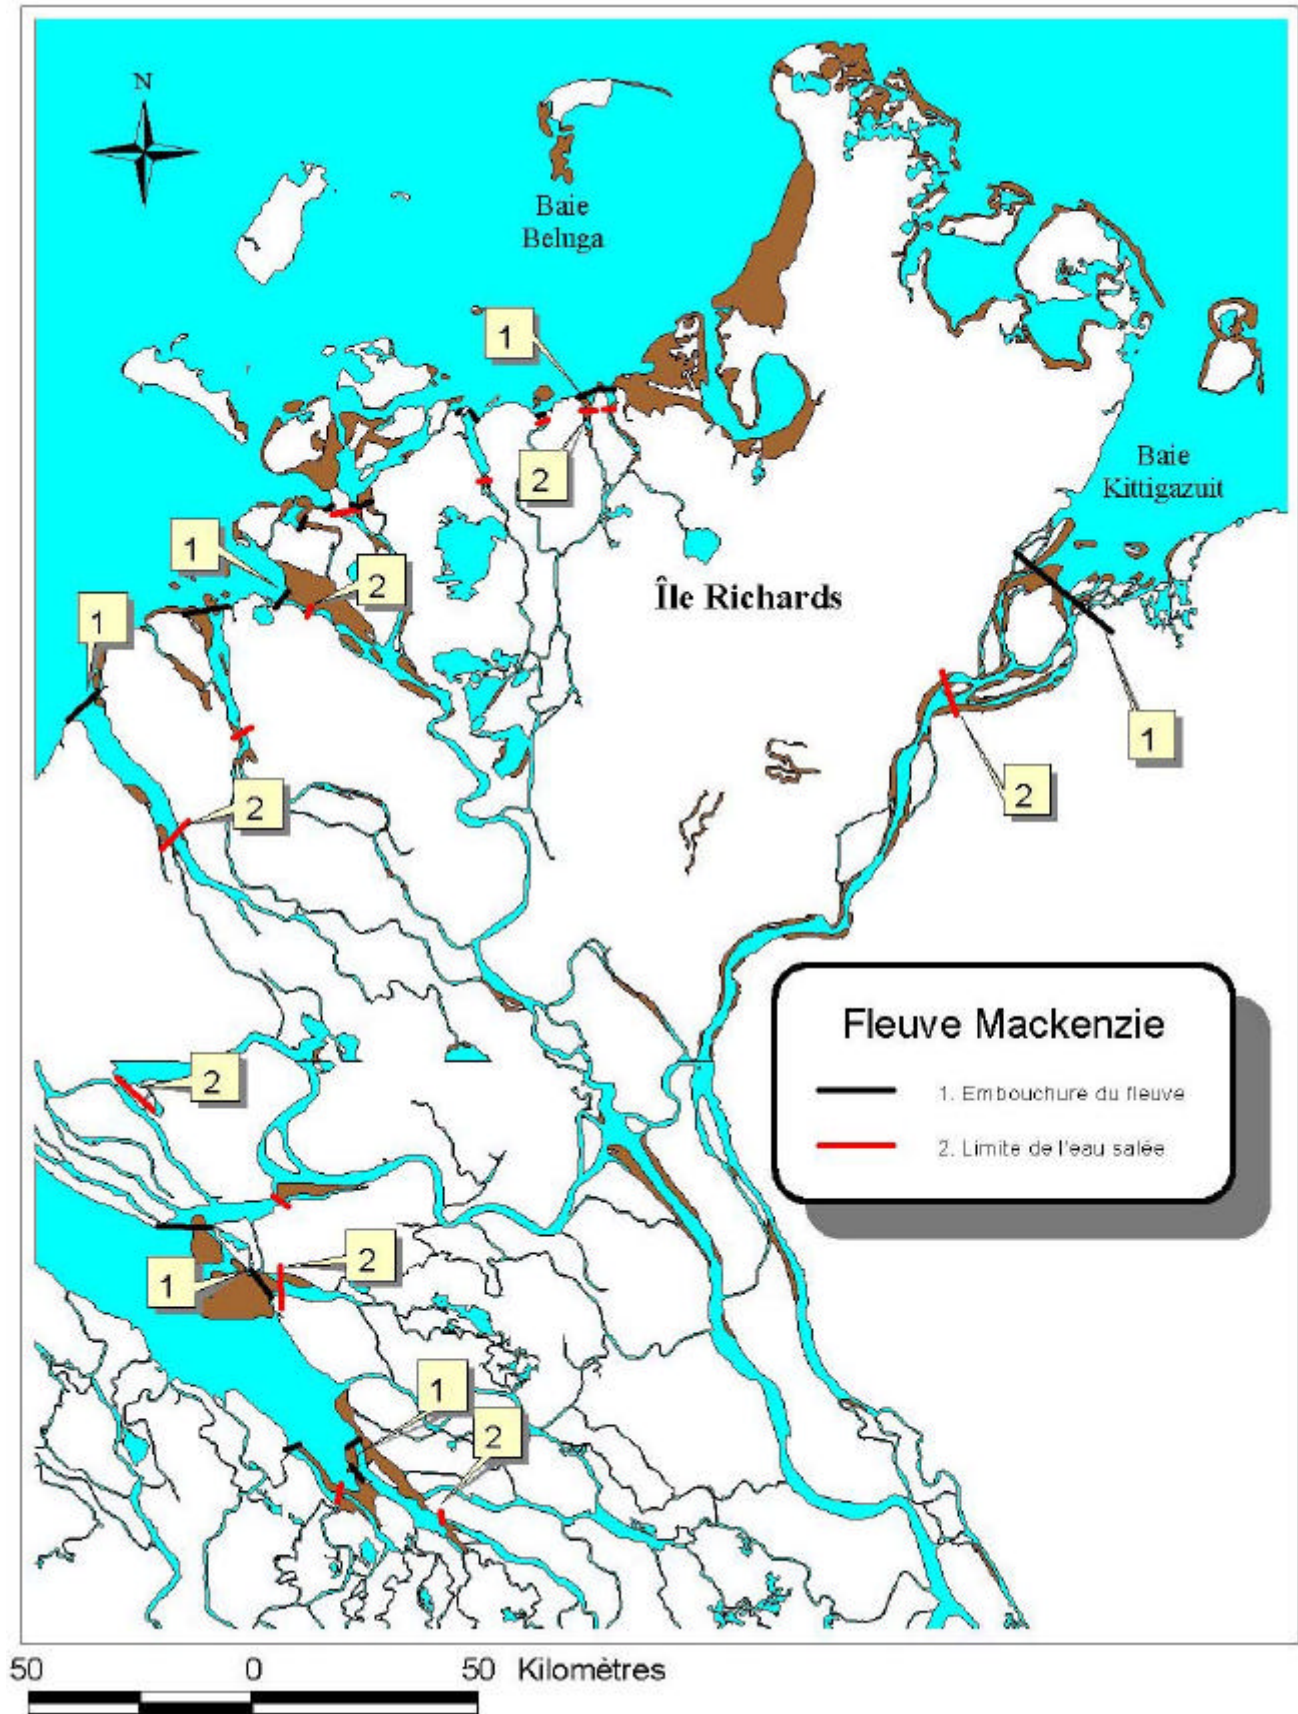 N
Baie
Beluga
1
2
Baie
Kittigazuit
1
2
Île Richards
1
1
2
2
Fleuve Mackenzie
1. Embouchure du fleuve
2. Limite de l'eau salée
2
2
1
1
2
50 0 50 Kilomètres